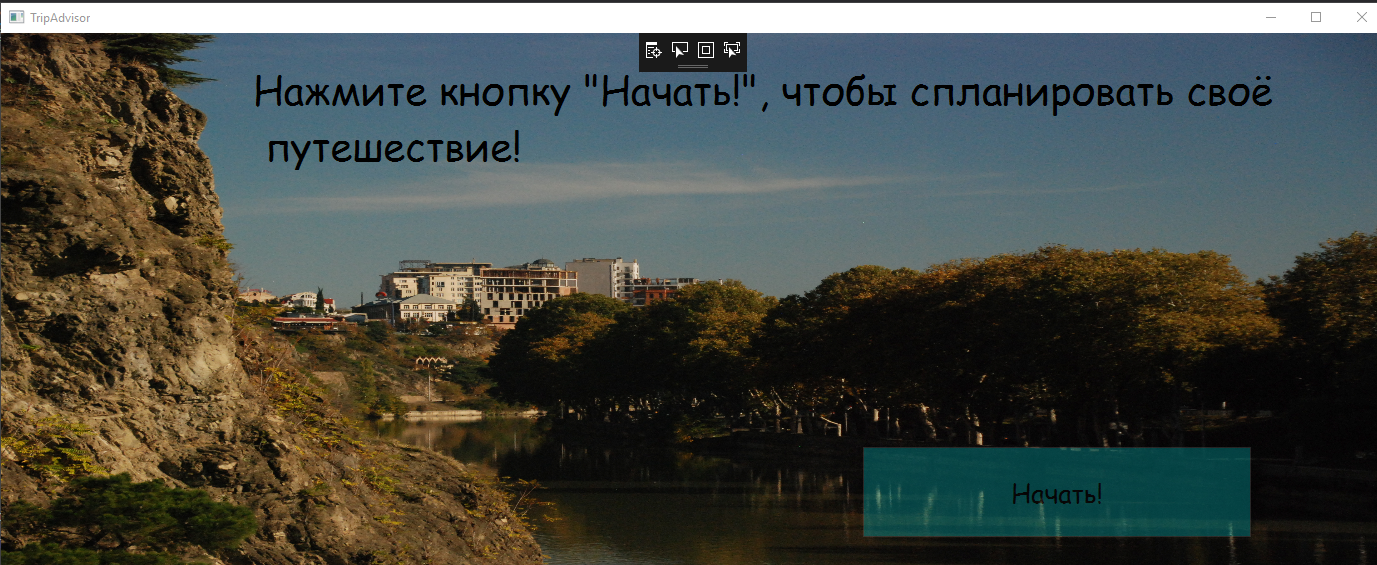 TripAdvisor
Нажмите кнопку "Начать!", чтобы спланировать своё
путешествие!
Начать!